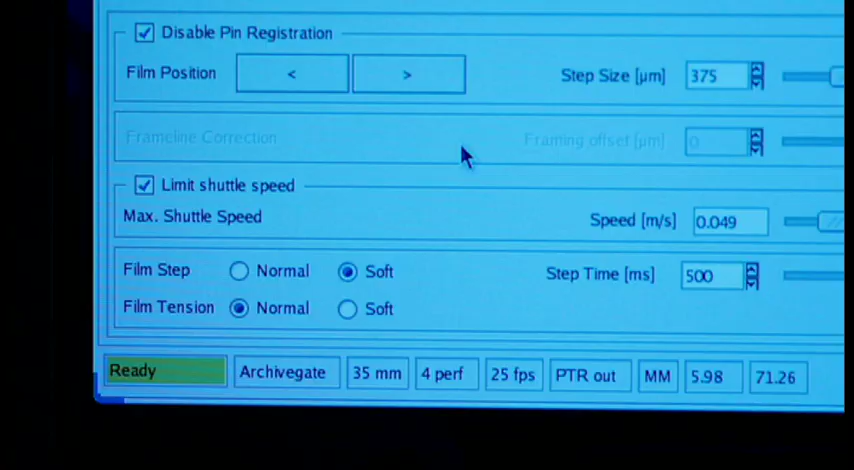 Disable Pin Registration
Film Position < > Step Size [µm] 375
Frameline Correction Framing offset [µm] 0
Limit shuttle speed
Max. Shuttle Speed Speed [m/s] 0.049
Film Step Normal Soft Step Time [ms] 500
Film Tension Normal Soft
Ready Archivegate 35 mm 4 perf 25 fps PTR out MM 5.98 71.26